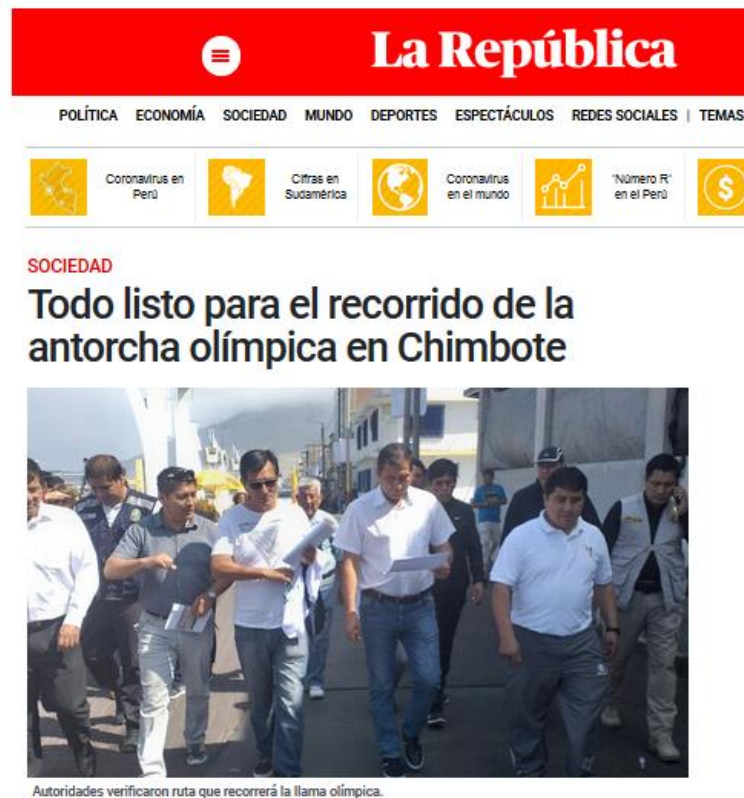 La República
POLÍTICA ECONOMÍA SOCIEDAD MUNDO DEPORTES ESPECTÁCULOS REDES SOCIALES | TEMAS
Coronavirus en
Perú
Cifras en
Sudamérica
Coronavirus
en el mundo
"Número R"
en el Perú
$
SOCIEDAD
Todo listo para el recorrido de la
antorcha olímpica en Chimbote
Autoridades verificaron ruta que recorrerá la llama olímpica.